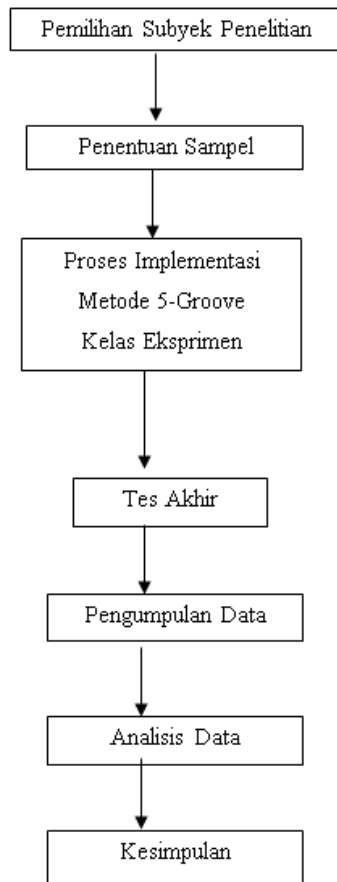 Pemilihan Subyek Penelitian
Penentuan Sampel
Proses Implementasi
Metode 5-Groove
Kelas Eksprimen
Tes Akhir
Pengumpulan Data
Analisis Data
Kesimpulan